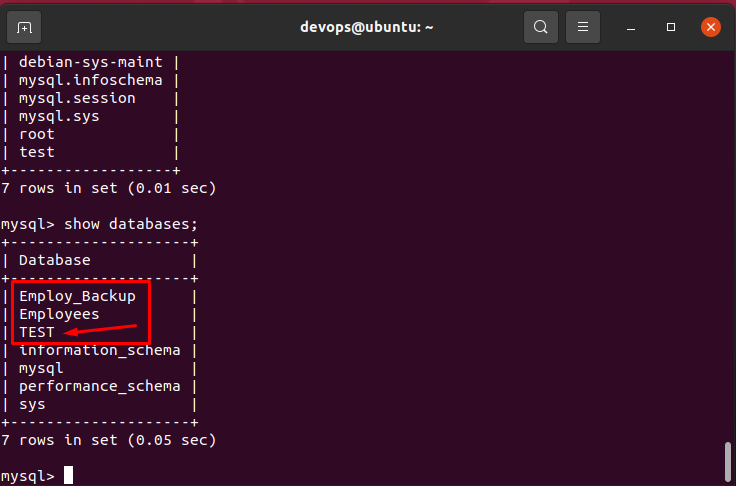 devops@ubuntu: ~
| debian-sys-maint |
| mysql.infoschema |
| mysql.session    |
| mysql.sys        |
| root             |
| test             |
+------------------+
7 rows in set (0.01 sec)
mysql> show databases;
+--------------------+
| Database           |
+--------------------+
| Employ_Backup      |
| Employees          |
| TEST               |
| information_schema |
| mysql              |
| performance_schema |
| sys                |
+--------------------+
7 rows in set (0.05 sec)
mysql>